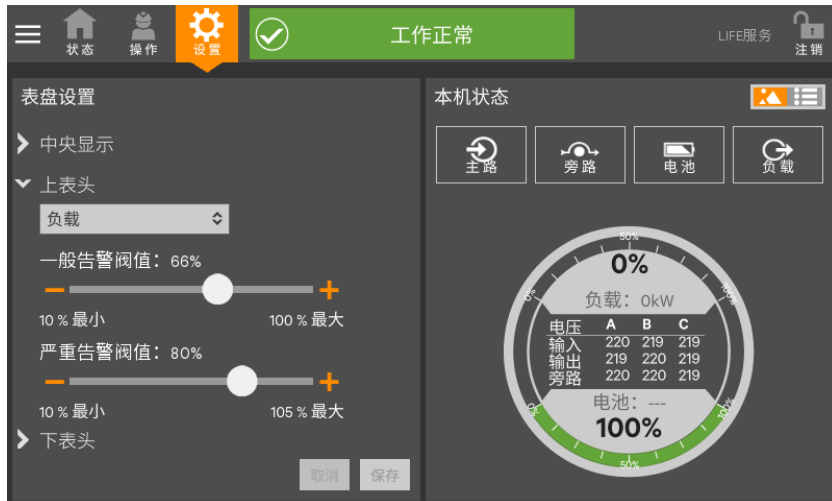 状态
操作
设置
工作正常
LIFE服务
注销
表盘设置
中央显示
上表头
负载
一般告警阀值：66%
10 % 最小
100 % 最大
严重告警阀值：80%
10 % 最小
105 % 最大
下表头
取消
保存
本机状态
主路
旁路
电池
负载
50%
0%
0%
100%
负载：0kW
电压 A B C
输入 220 219 219
输出 219 220 219
旁路 220 220 219
电池：---
100%
0%
100%
50%